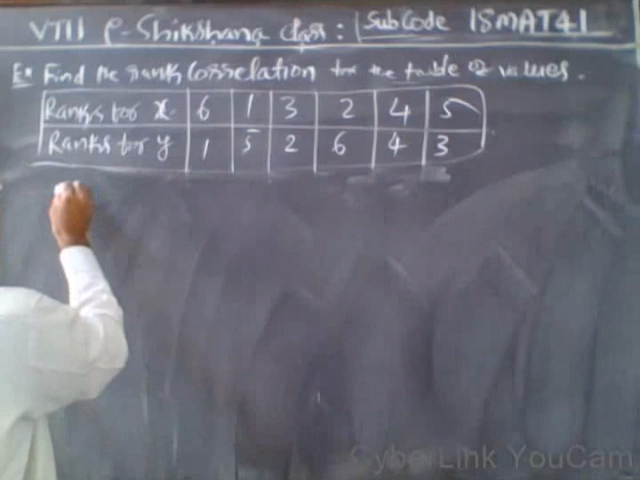 VTU e-Shikshana class: Sub Code 15MAT41
Ex Find the rank Correlation for the table of values.
Ranks for x 6 1 3 2 4 5
Ranks for y 1 5 2 6 4 3
CyberLink YouCam